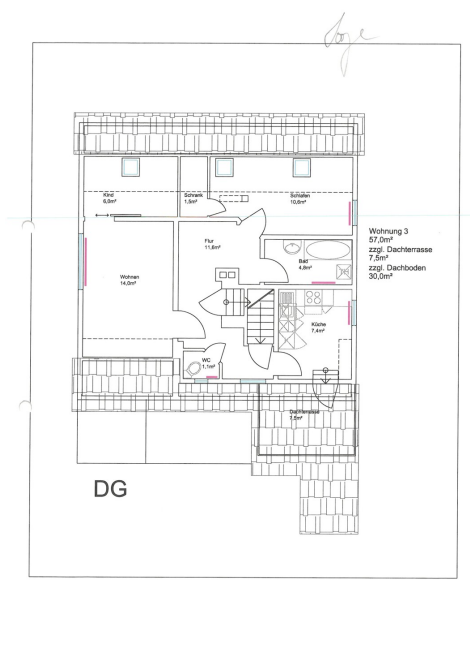 Kind
6,0m²
Schrank
1,5m²
Schlafen
10,6m²
Flur
11,6m²
Wohnung 3
57,0m²
zzgl. Dachterrasse
7,5m²
zzgl. Dachboden
30,0m²
Bad
4,8m²
Wohnen
14,0m²
Küche
7,4m²
WC
1,1m²
Dachterrasse
7,5m²
DG